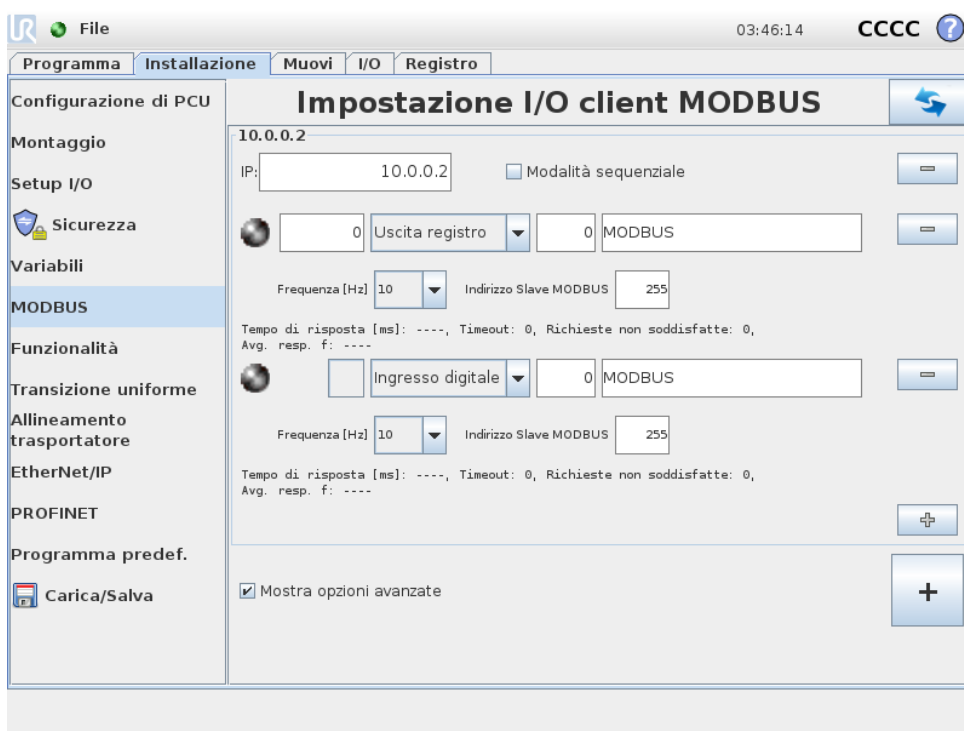 UR File 03:46:14 CCCC ?
Programma Installazione Muovi I/O Registro
Configurazione di PCU
Montaggio
Setup I/O
Sicurezza
Variabili
MODBUS
Funzionalità
Transizione uniforme
Allineamento
trasportatore
EtherNet/IP
PROFINET
Programma predef.
Carica/Salva
Impostazione I/O client MODBUS
10.0.0.2
IP: 10.0.0.2 Modalità sequenziale
0 Uscita registro 0 MODBUS
Frequenza [Hz] 10 Indirizzo Slave MODBUS 255
Tempo di risposta [ms]: ----, Timeout: 0, Richieste non soddisfatte: 0,
Avg. resp. f: ----
Ingresso digitale 0 MODBUS
Frequenza [Hz] 10 Indirizzo Slave MODBUS 255
Tempo di risposta [ms]: ----, Timeout: 0, Richieste non soddisfatte: 0,
Avg. resp. f: ----
Mostra opzioni avanzate